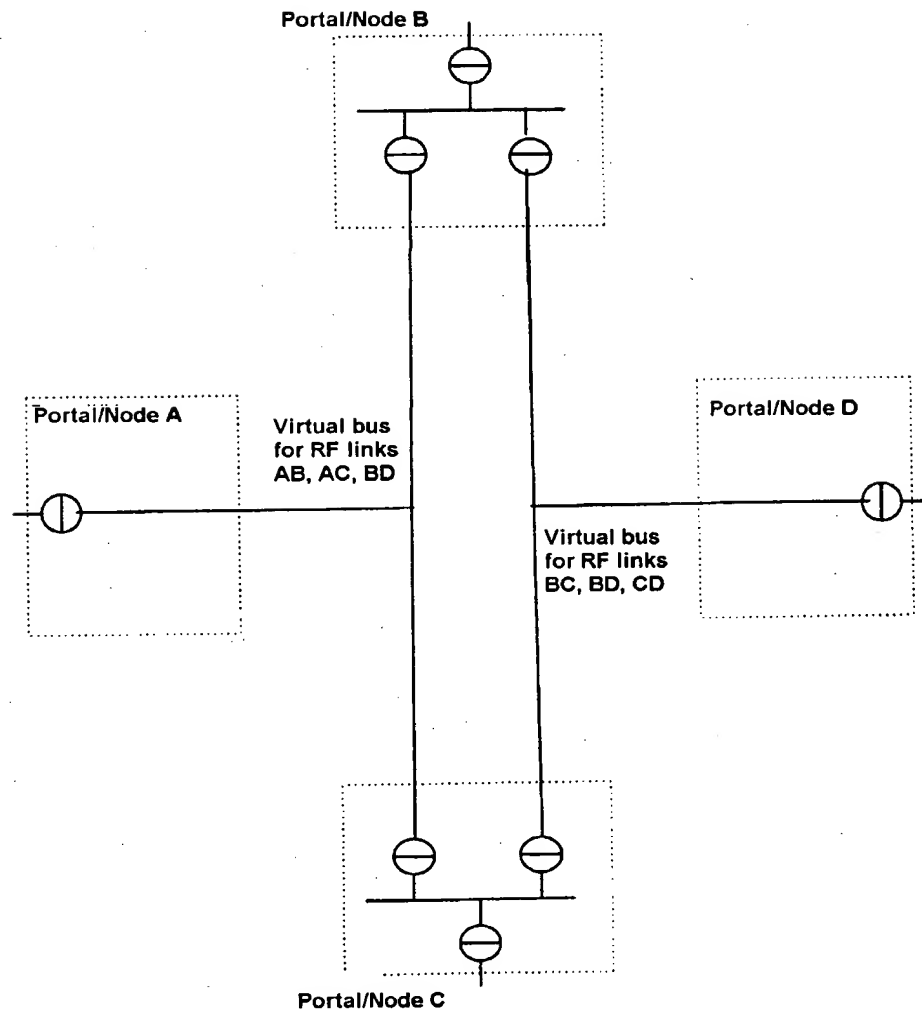 Portal/Node B
Portal/Node A
Virtual bus
for RF links
AB, AC, BD
Portal/Node D
Virtual bus
for RF links
BC, BD, CD
Portal/Node C